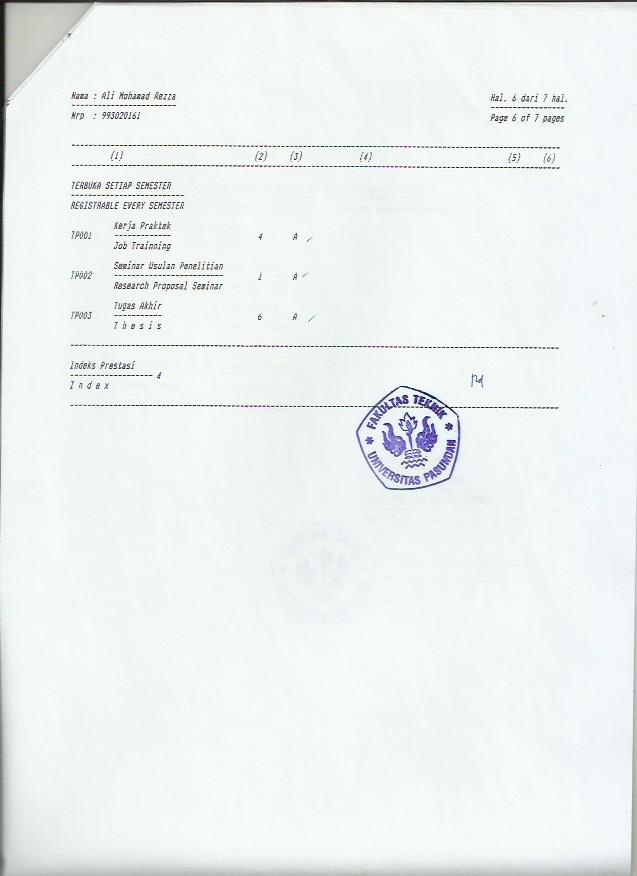 Nama : Ali Mohamad Rezza
Hal. 6 dari 7 hal.
Nrp : 993020161
Page 6 of 7 pages
(1) (2) (3) (4) (5) (6)
TERBUKA SETIAP SEMESTER
REGISTRABLE EVERY SEMESTER
Kerja Praktek
TP001 4 A
Job Trainning
Seminar Usulan Penelitian
TP002 1 A
Research Proposal Seminar
Tugas Akhir
TP003 6 A
T h e s i s
Indeks Prestasi
4
I n d e x
FAKULTAS TEKNIK
UNIVERSITAS PASUNDAN